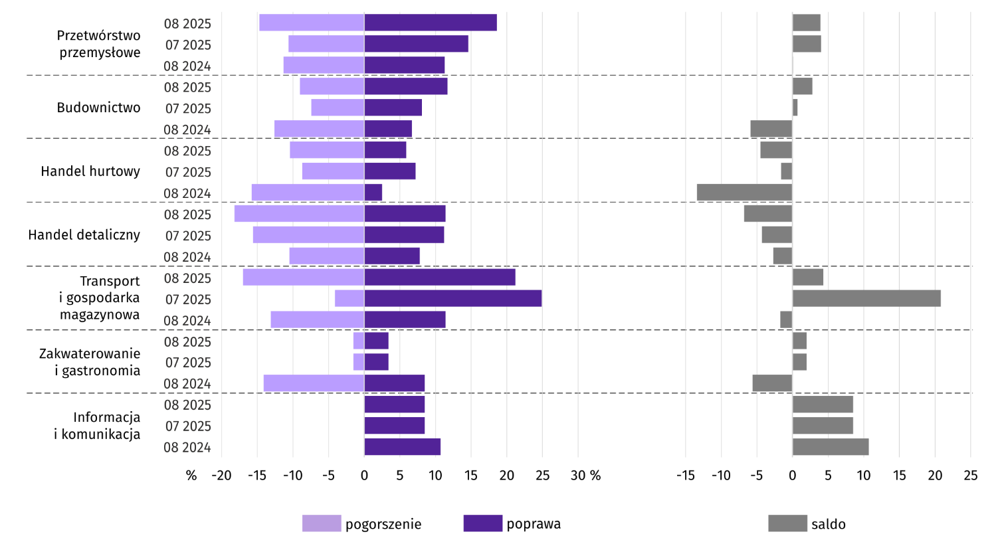 Przetwórstwo
przemysłowe
08 2025
07 2025
08 2024
Budownictwo
08 2025
07 2025
08 2024
Handel hurtowy
08 2025
07 2025
08 2024
Handel detaliczny
08 2025
07 2025
08 2024
Transport
i gospodarka
magazynowa
08 2025
07 2025
08 2024
Zakwaterowanie
i gastronomia
08 2025
07 2025
08 2024
Informacja
i komunikacja
08 2025
07 2025
08 2024
% -20 -15 -10 -5 0 5 10 15 20 25 30 % -15 -10 -5 0 5 10 15 20 25
pogorszenie poprawa saldo